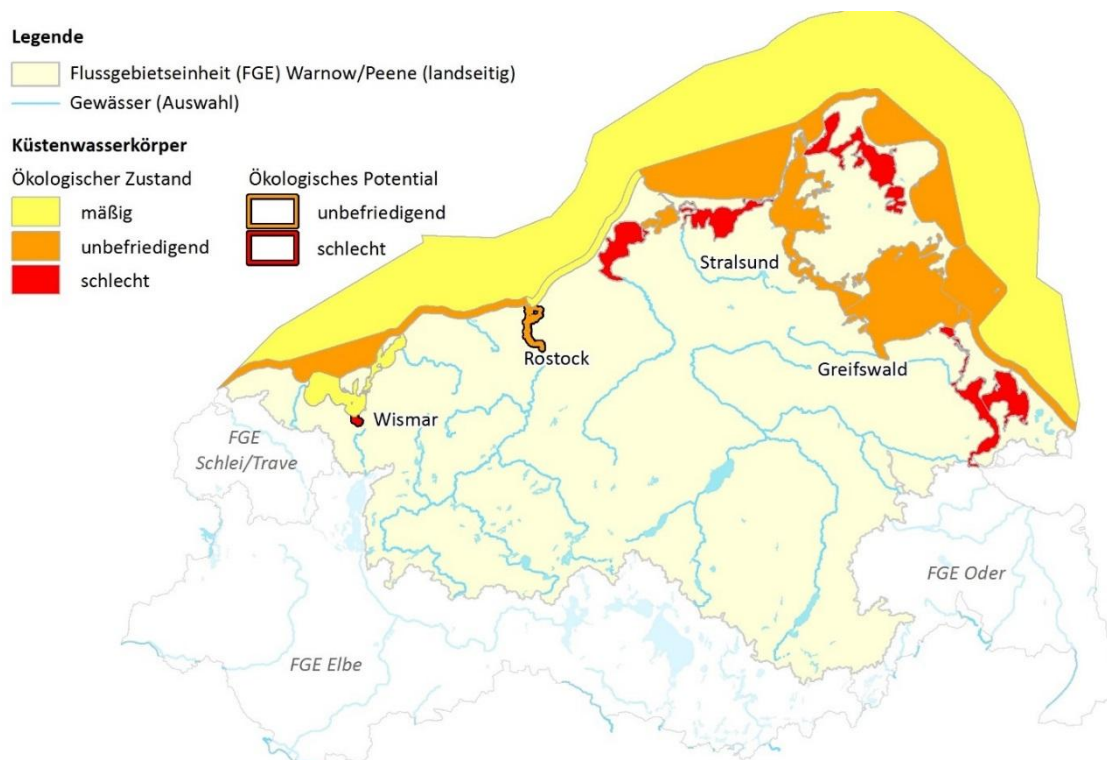 Legende
Flussgebietseinheit (FGE) Warnow/Peene (landseitig)
Gewässer (Auswahl)
Küstenwasserkörper
Ökologischer Zustand
mäßig
unbefriedigend
schlecht
Ökologisches Potential
unbefriedigend
schlecht
Stralsund
Rostock
Greifswald
Wismar
FGE
Schlei/Trave
FGE Oder
FGE Elbe